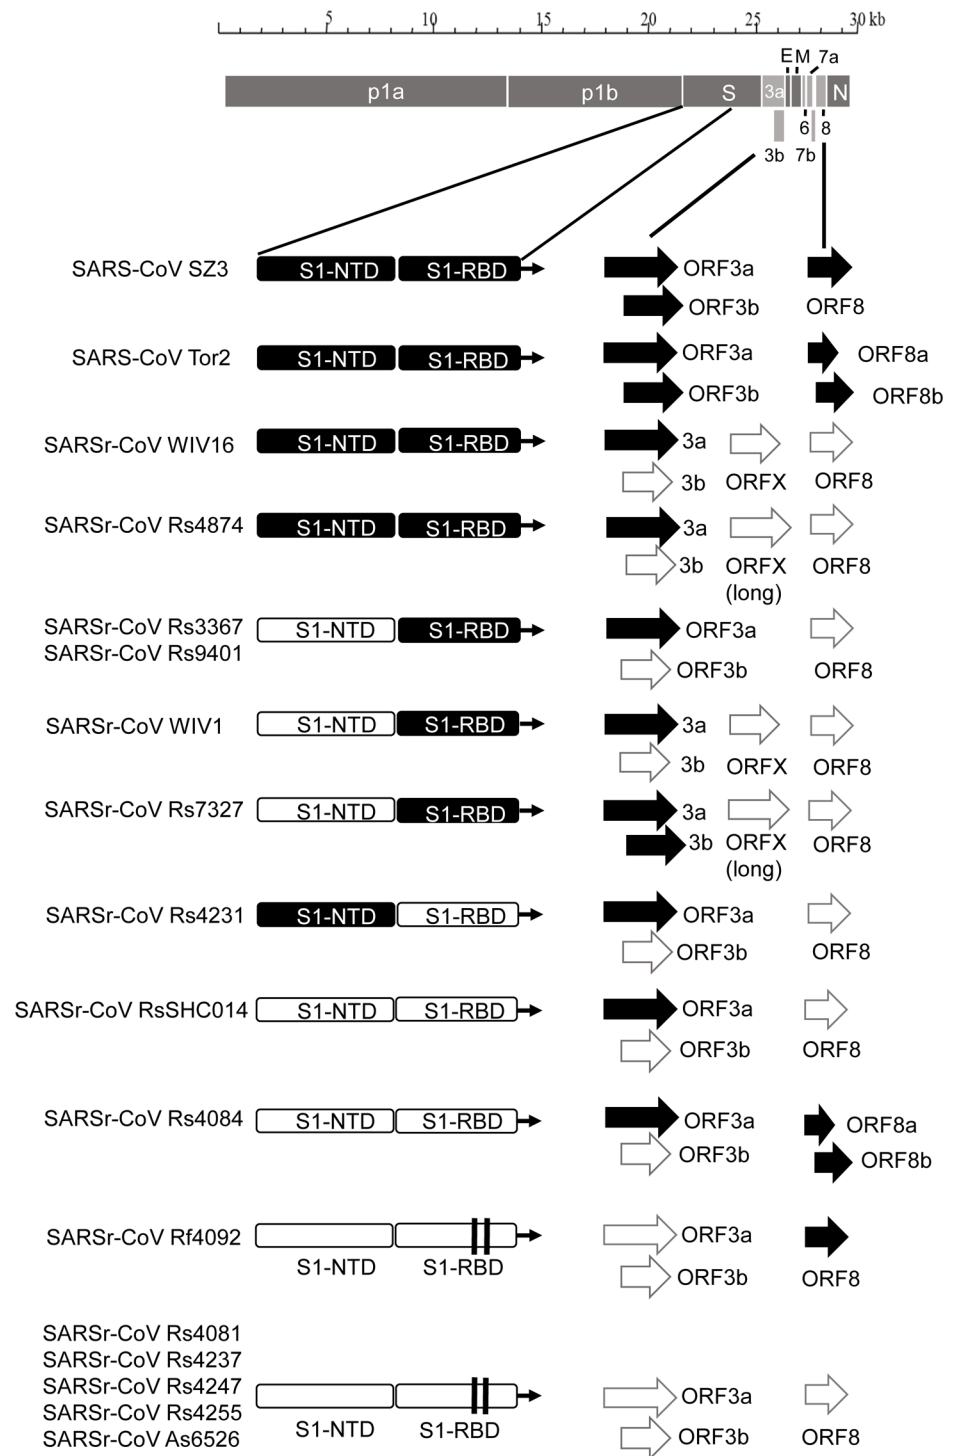 5 10 15 20 25 30 kb
E M 7a
p1a p1b S 3a N
6 8
3b 7b
SARS-CoV SZ3 S1-NTD S1-RBD ORF3a
ORF3b ORF8
SARS-CoV Tor2 S1-NTD S1-RBD ORF3a ORF8a
ORF3b ORF8b
SARSr-CoV WIV16 S1-NTD S1-RBD 3a
3b ORFX ORF8
SARSr-CoV Rs4874 S1-NTD S1-RBD 3a
3b ORFX ORF8
(long)
SARSr-CoV Rs3367 S1-NTD S1-RBD ORF3a
SARSr-CoV Rs9401
ORF3b ORF8
SARSr-CoV WIV1 S1-NTD S1-RBD 3a
3b ORFX ORF8
SARSr-CoV Rs7327 S1-NTD S1-RBD 3a
3b ORFX ORF8
(long)
SARSr-CoV Rs4231 S1-NTD S1-RBD ORF3a
ORF3b ORF8
SARSr-CoV RsSHC014 S1-NTD S1-RBD ORF3a
ORF3b ORF8
SARSr-CoV Rs4084 S1-NTD S1-RBD ORF3a ORF8a
ORF3b ORF8b
SARSr-CoV Rf4092 ORF3a
S1-NTD S1-RBD ORF3b ORF8
SARSr-CoV Rs4081
SARSr-CoV Rs4237
SARSr-CoV Rs4247 ORF3a
SARSr-CoV Rs4255
SARSr-CoV As6526 S1-NTD S1-RBD ORF3b ORF8